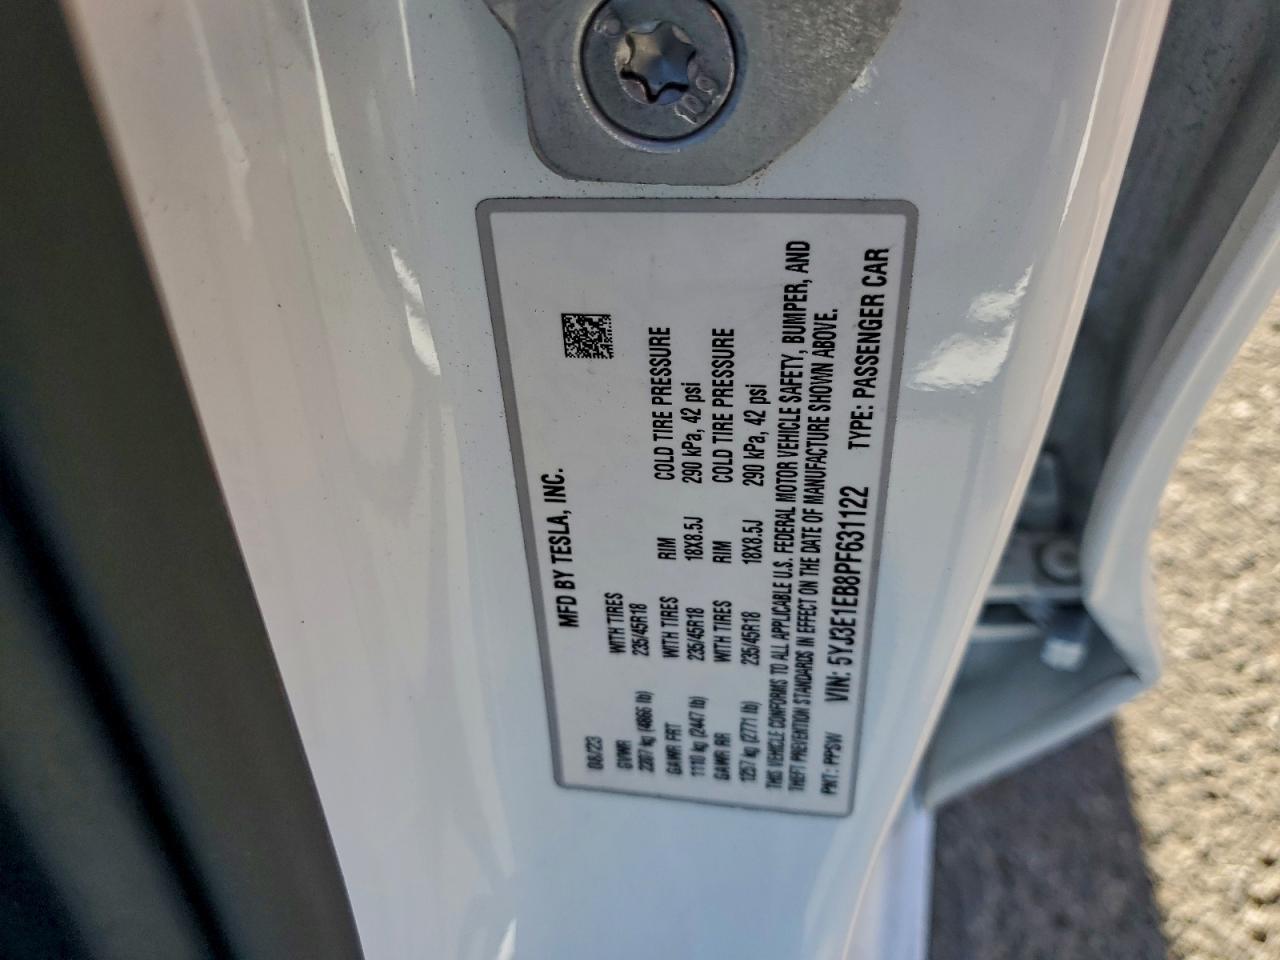 10.9
MFD BY TESLA, INC.
08/23
GVWR WITH TIRES
2207 kg (4866 lb) 235/45R18
GAWR FRT WITH TIRES RIM COLD TIRE PRESSURE
1110 kg (2447 lb) 235/45R18 18X8.5J 290 kPa, 42 psi
GAWR RR WITH TIRES RIM COLD TIRE PRESSURE
1257 kg (2771 lb) 235/45R18 18X8.5J 290 kPa, 42 psi
THIS VEHICLE CONFORMS TO ALL APPLICABLE U.S. FEDERAL MOTOR VEHICLE SAFETY, BUMPER, AND
THEFT PREVENTION STANDARDS IN EFFECT ON THE DATE OF MANUFACTURE SHOWN ABOVE.
PNT: PPSW VIN: 5YJ3E1EB8PF631122 TYPE: PASSENGER CAR